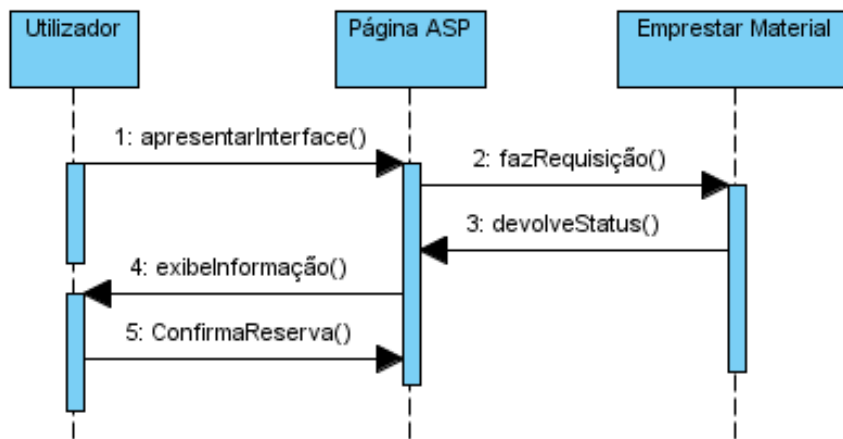 Utilizador
Página ASP
Emprestar Material
1: apresentarInterface()
2: fazRequisição()
3: devolveStatus()
4: exibeInformação()
5: ConfirmaReserva()